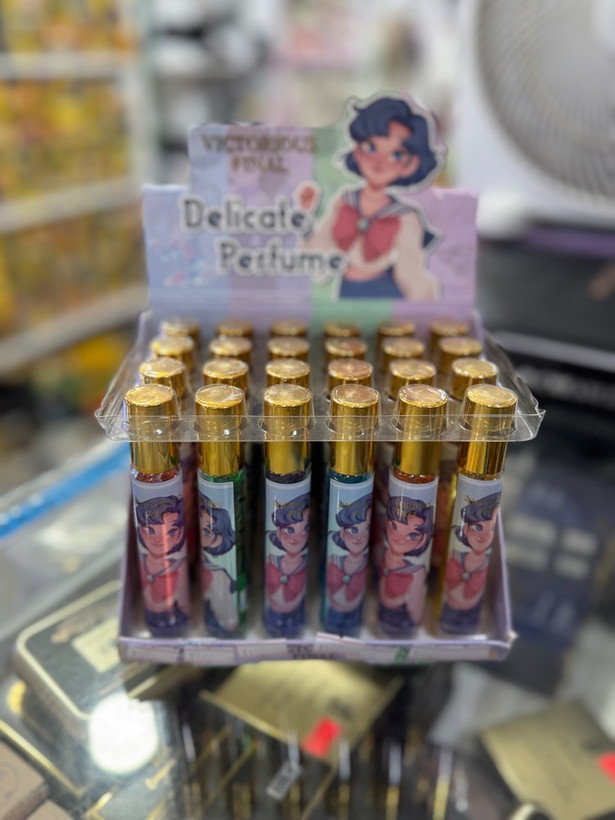 VICTORIOUS
FINAL
Delicate
Perfume